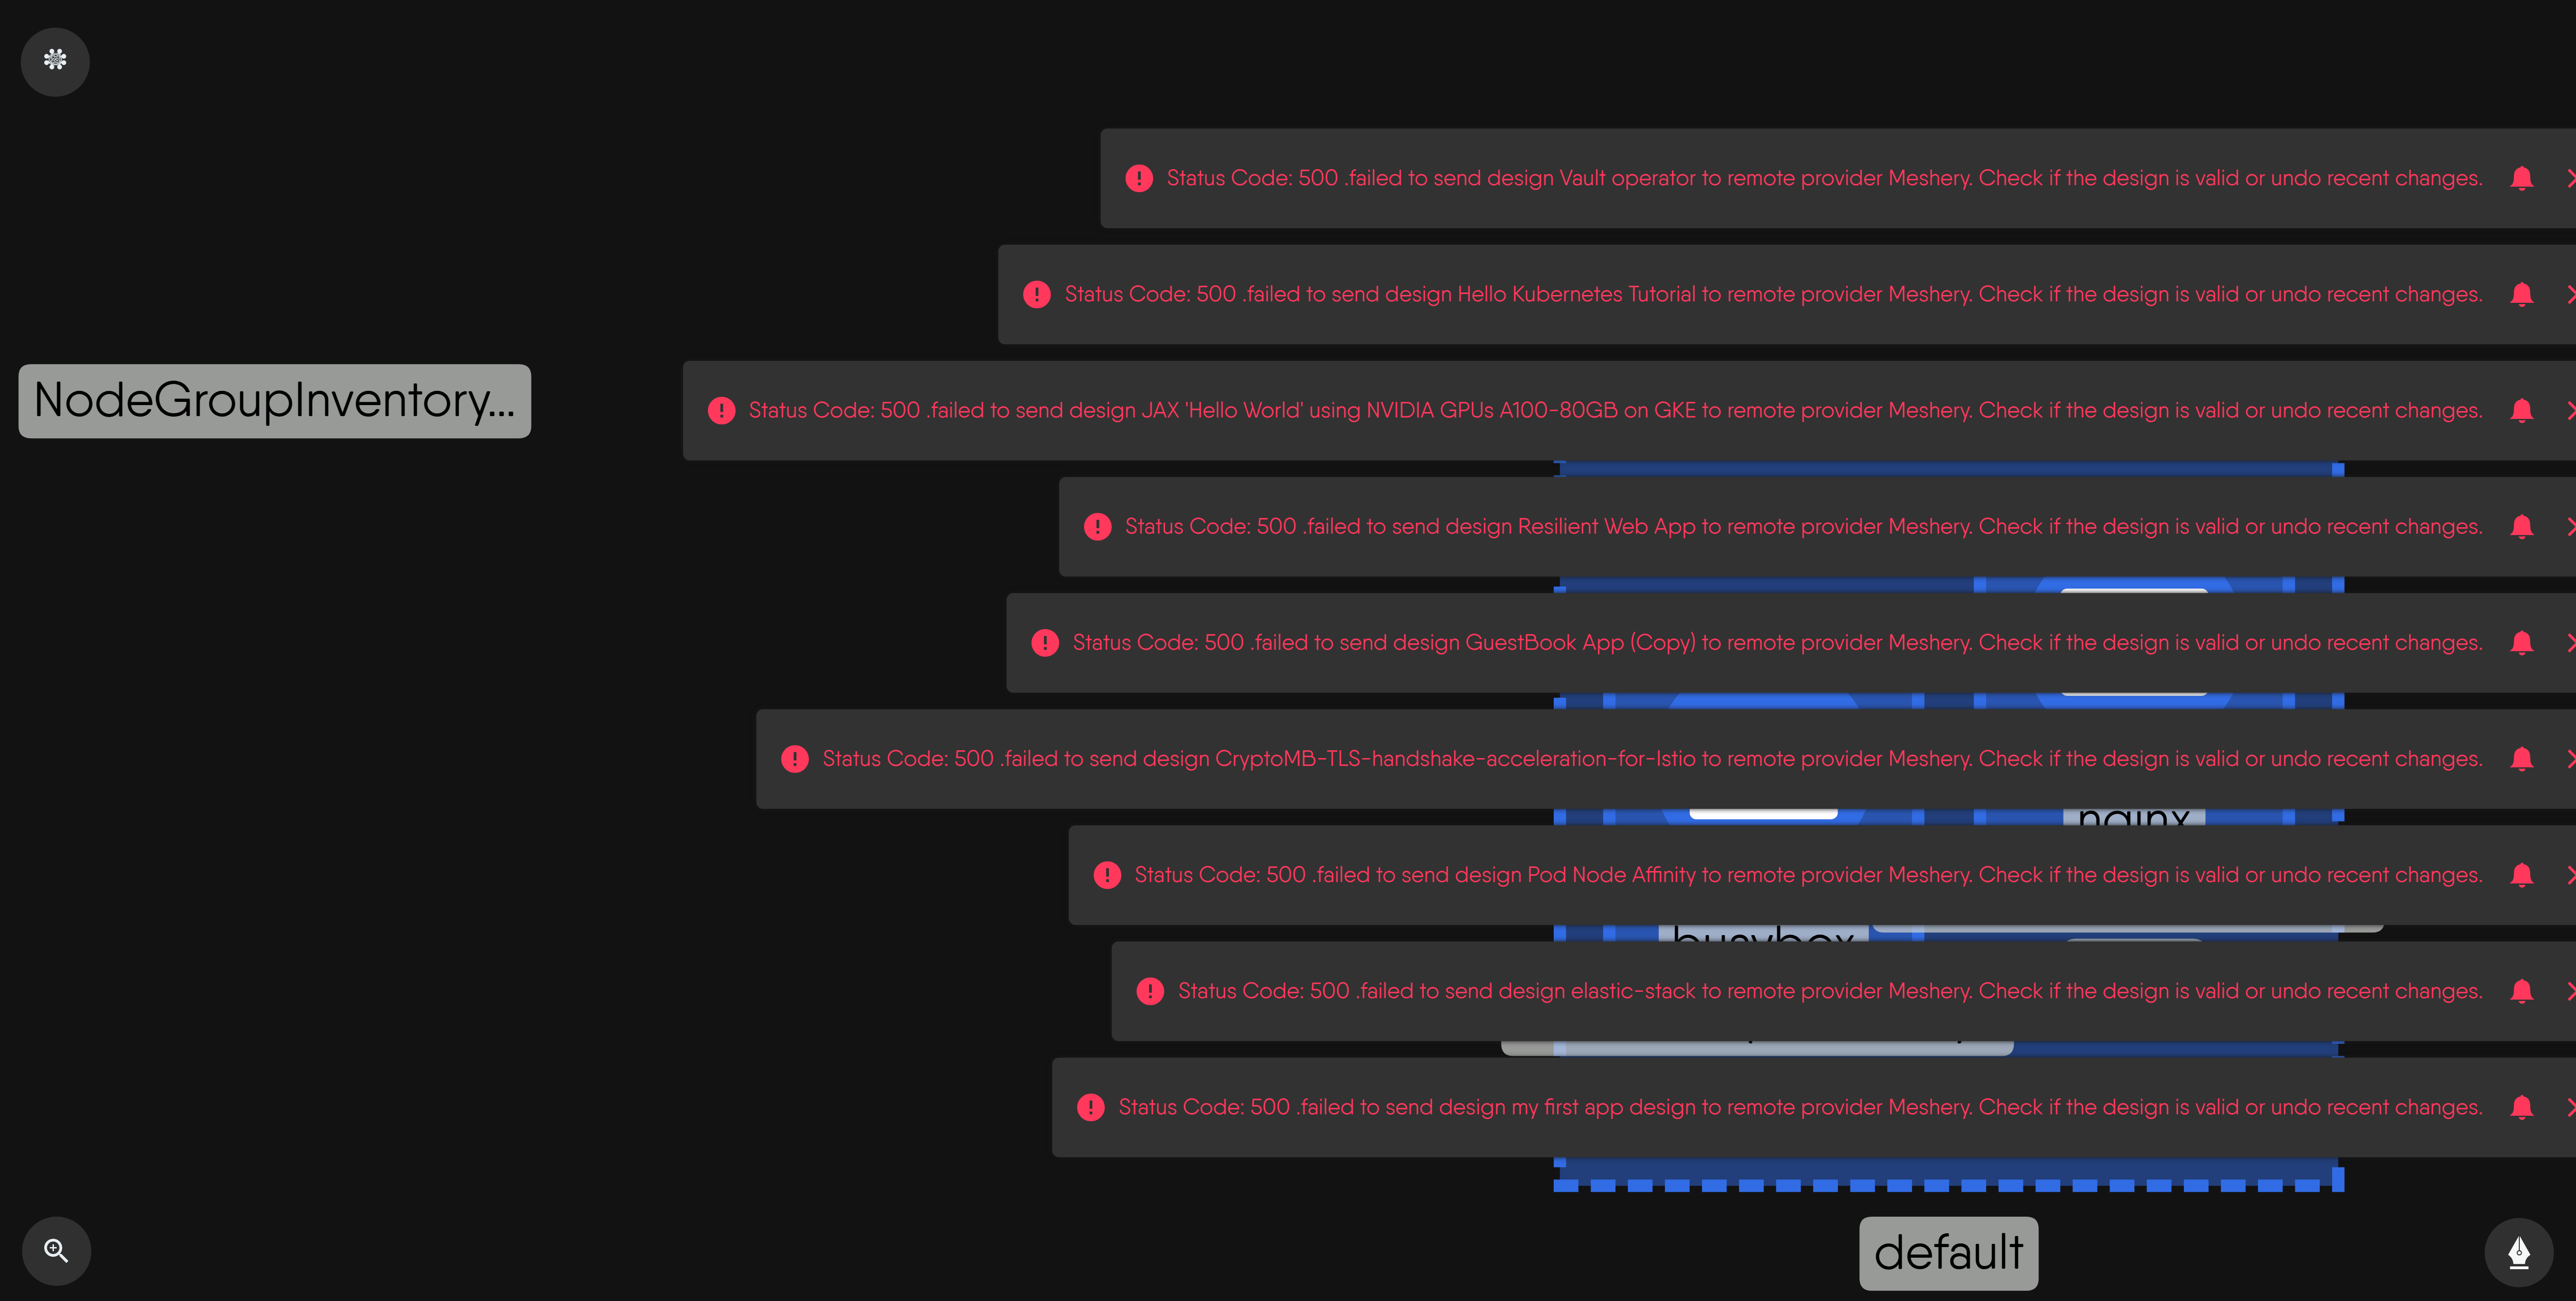 Status Code: 500 .failed to send design Vault operator to remote provider Meshery. Check if the design is valid or undo recent changes.
Status Code: 500 .failed to send design Hello Kubernetes Tutorial to remote provider Meshery. Check if the design is valid or undo recent changes.
NodeGroupInventory...
Status Code: 500 .failed to send design JAX 'Hello World' using NVIDIA GPUs A100-80GB on GKE to remote provider Meshery. Check if the design is valid or undo recent changes.
Status Code: 500 .failed to send design Resilient Web App to remote provider Meshery. Check if the design is valid or undo recent changes.
Status Code: 500 .failed to send design GuestBook App (Copy) to remote provider Meshery. Check if the design is valid or undo recent changes.
Status Code: 500 .failed to send design CryptoMB-TLS-handshake-acceleration-for-Istio to remote provider Meshery. Check if the design is valid or undo recent changes.
nginx
Status Code: 500 .failed to send design Pod Node Affinity to remote provider Meshery. Check if the design is valid or undo recent changes.
busybox
Status Code: 500 .failed to send design elastic-stack to remote provider Meshery. Check if the design is valid or undo recent changes.
Status Code: 500 .failed to send design my first app design to remote provider Meshery. Check if the design is valid or undo recent changes.
default